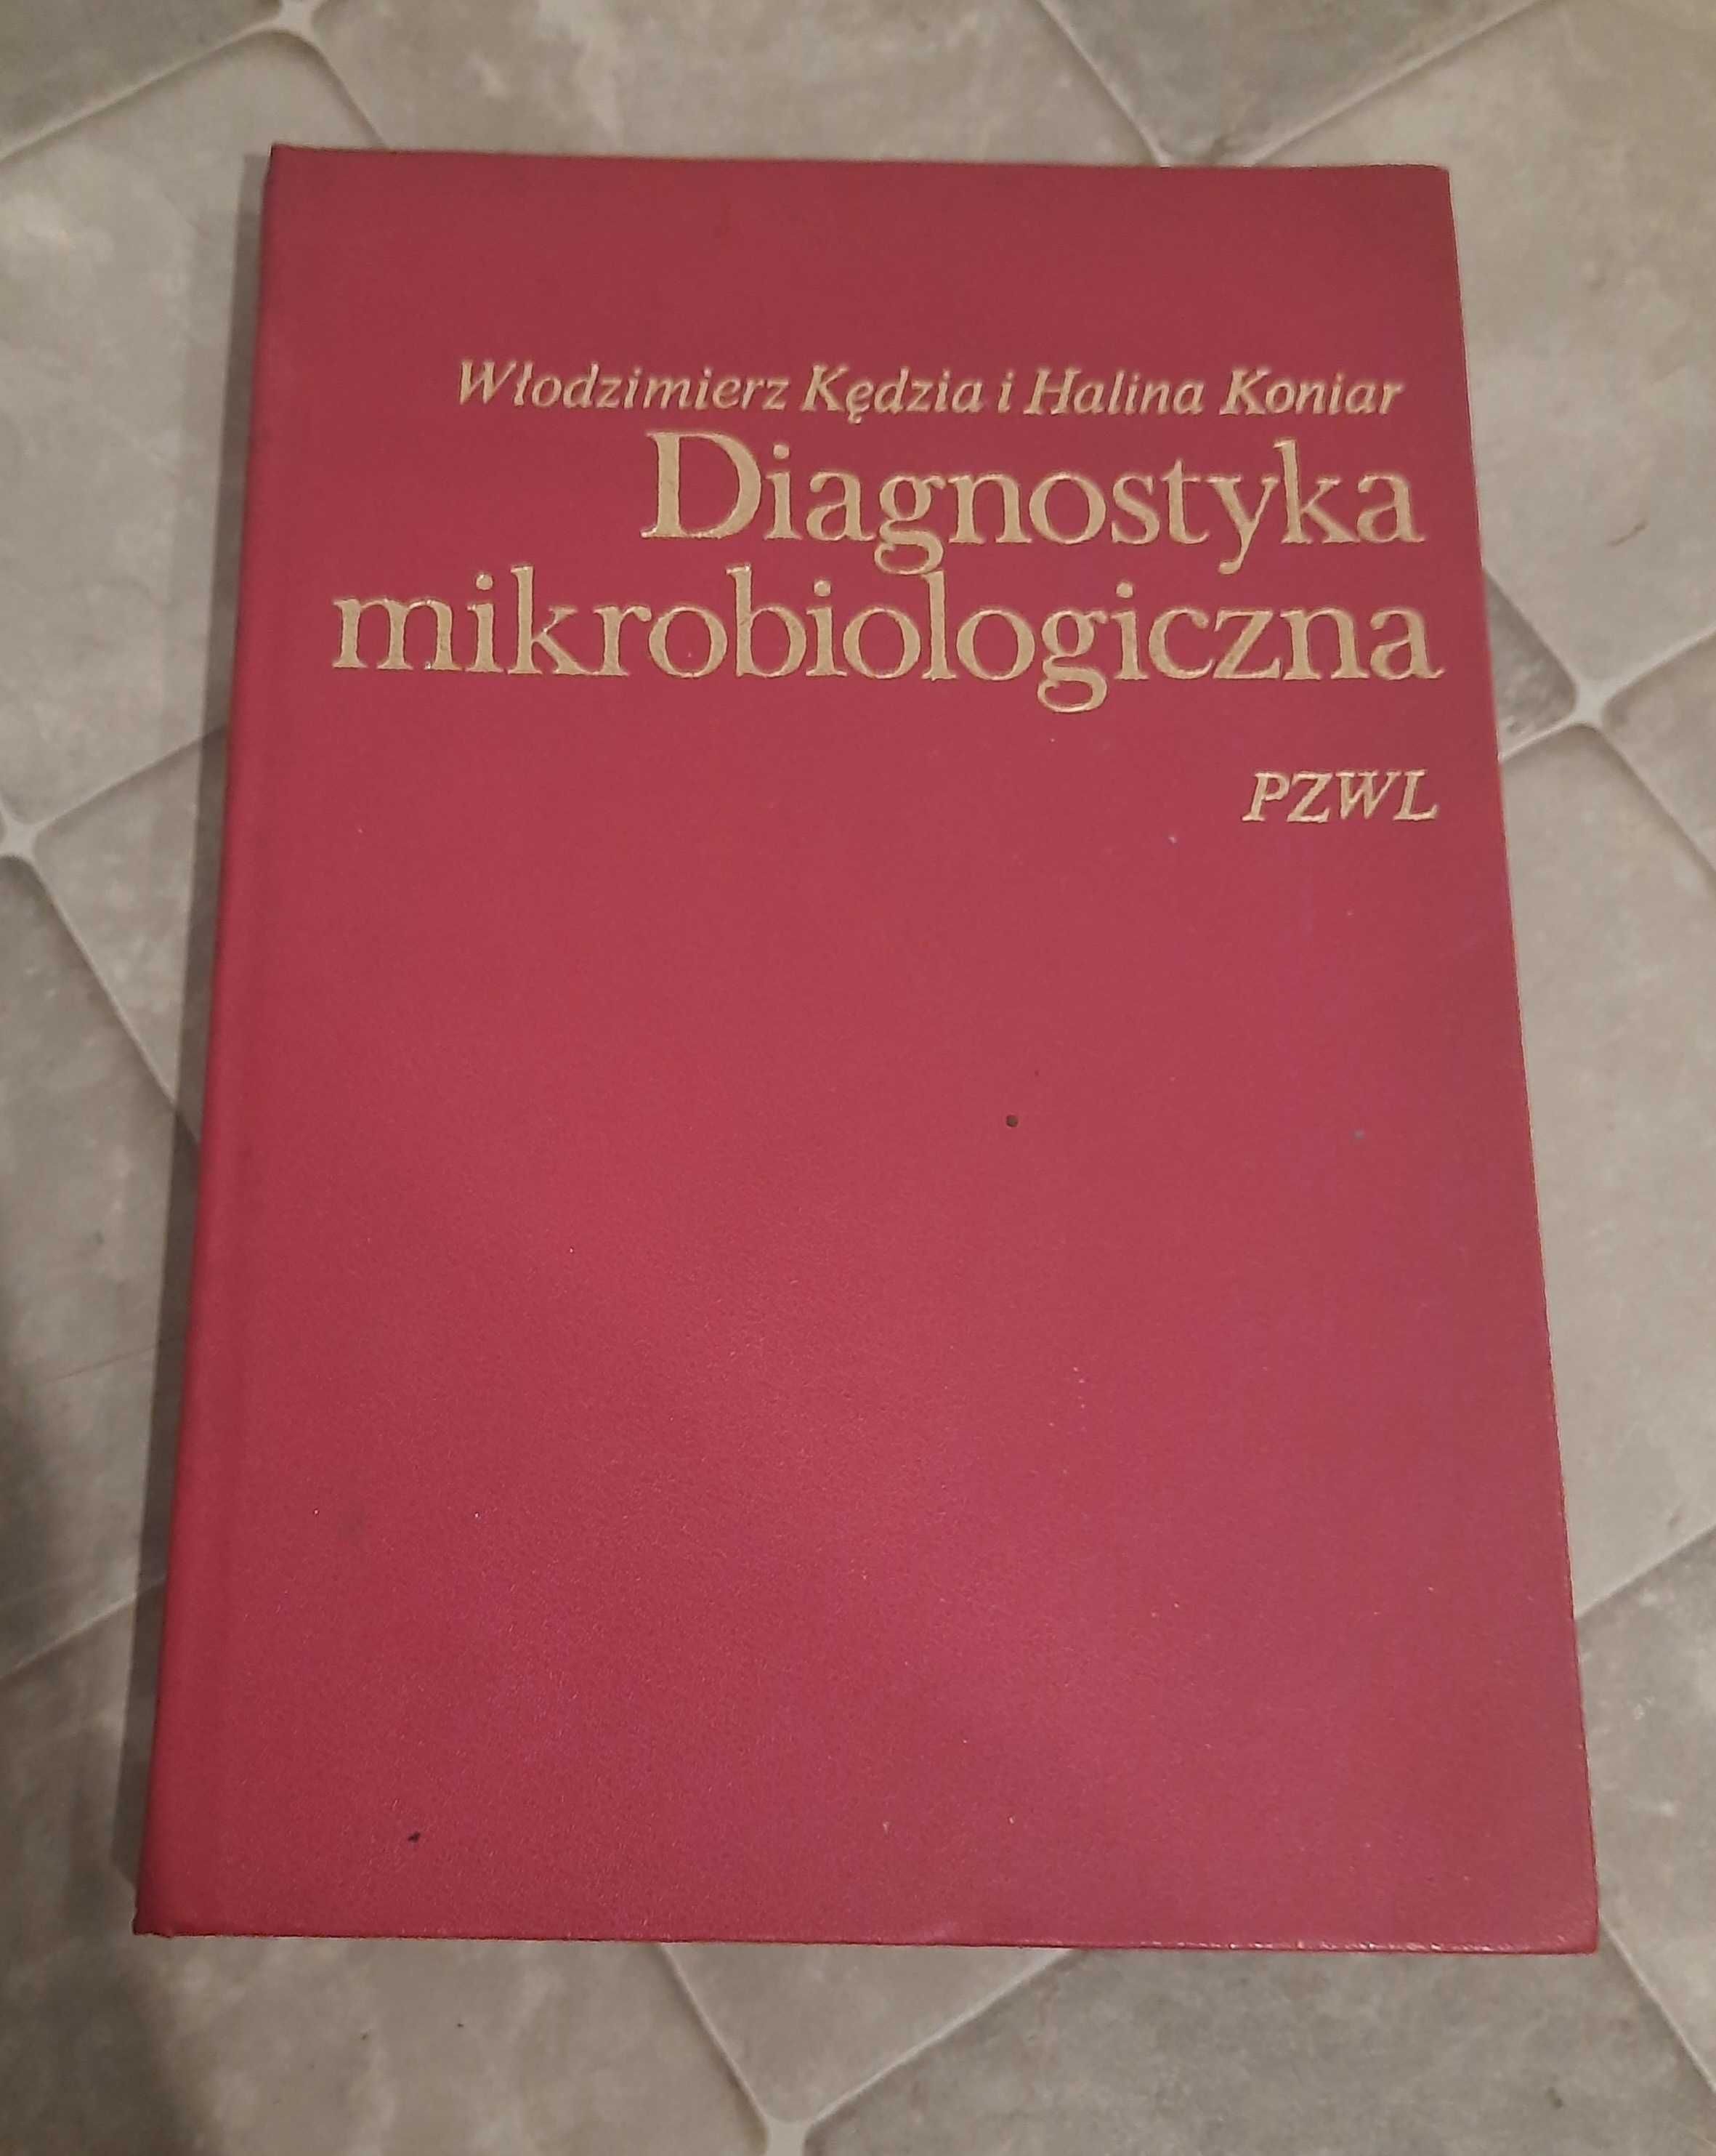 Włodzimierz Kędzia i Halina Koniar
Diagnostyka
mikrobiologiczna
PZWL